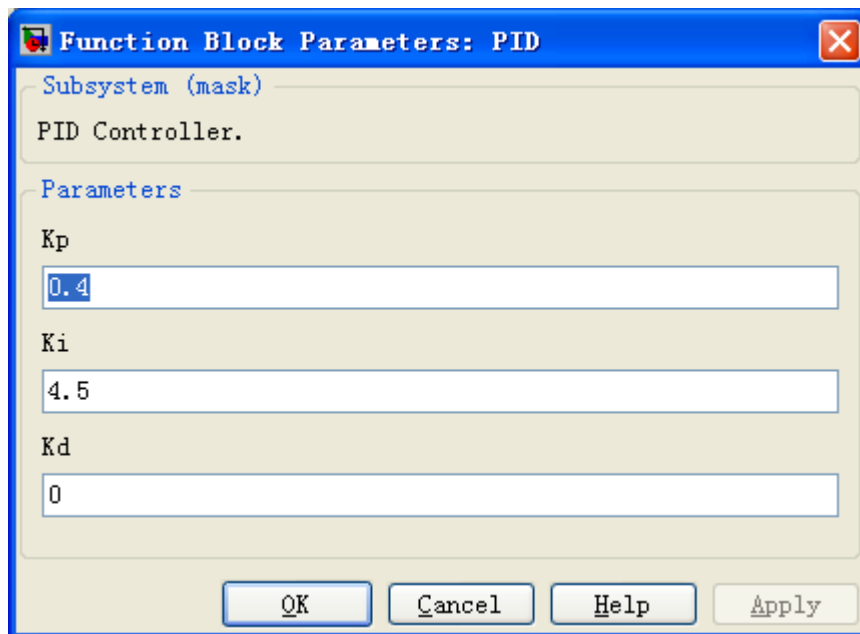 Function Block Parameters: PID
Subsystem (mask)
PID Controller.
Parameters
Kp
0.4
Ki
4.5
Kd
0
OK Cancel Help Apply